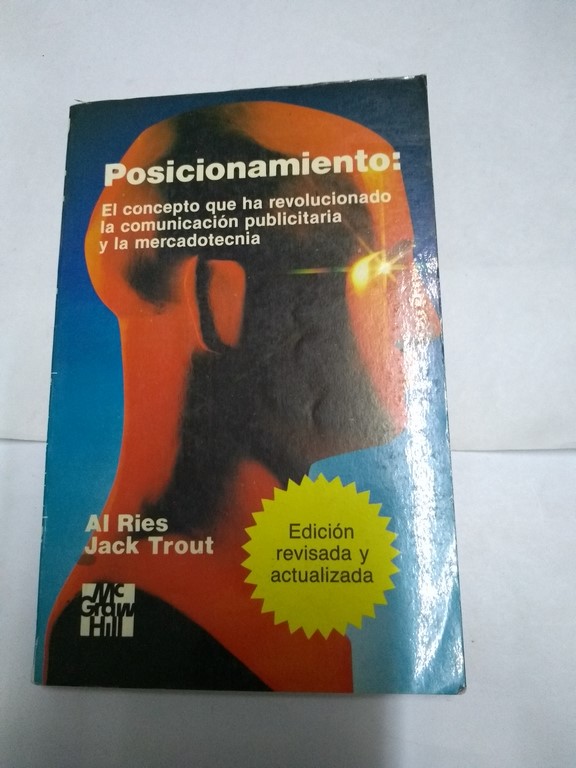 Posicionamiento:
El concepto que ha revolucionado
la comunicación publicitaria
y la mercadotecnia
Al Ries
Jack Trout
Mc
Graw
Hill
Edición
revisada y
actualizada